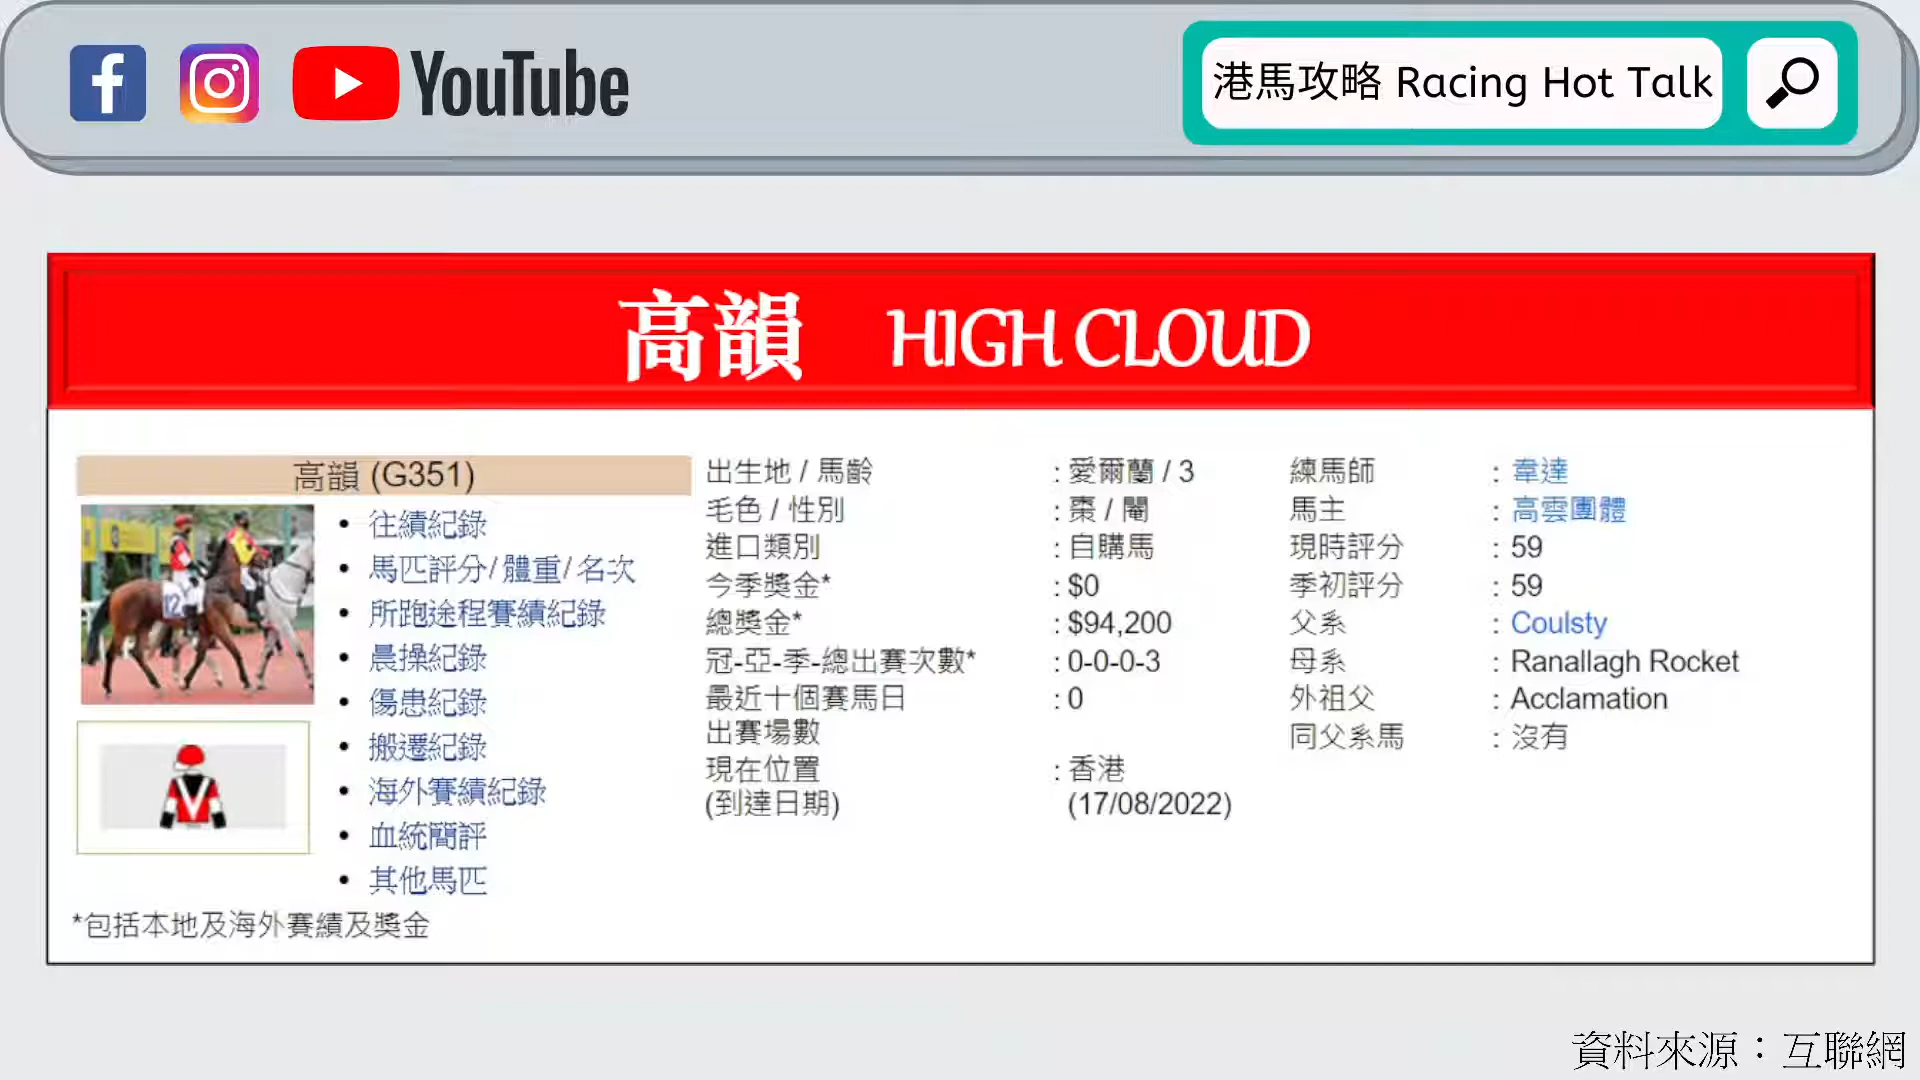 YouTube
港馬攻略 Racing Hot Talk
高韻 HIGH CLOUD
高韻 (G351)
往績紀錄
馬匹評分/體重/名次
所跑途程賽績紀錄
晨操紀錄
傷患紀錄
搬遷紀錄
海外賽績紀錄
血統簡評
其他馬匹
*包括本地及海外賽績及獎金
出生地 / 馬齡 : 愛爾蘭 / 3
毛色 / 性別 : 棗 / 閹
進口類別 : 自購馬
今季獎金* : $0
總獎金* : $94,200
冠-亞-季-總出賽次數* : 0-0-0-3
最近十個賽馬日 : 0
出賽場數
現在位置 : 香港
(到達日期) (17/08/2022)
練馬師 : 韋達
馬主 : 高雲團體
現時評分 : 59
季初評分 : 59
父系 : Coulsty
母系 : Ranallagh Rocket
外祖父 : Acclamation
同父系馬 : 沒有
12
資料來源：互聯網